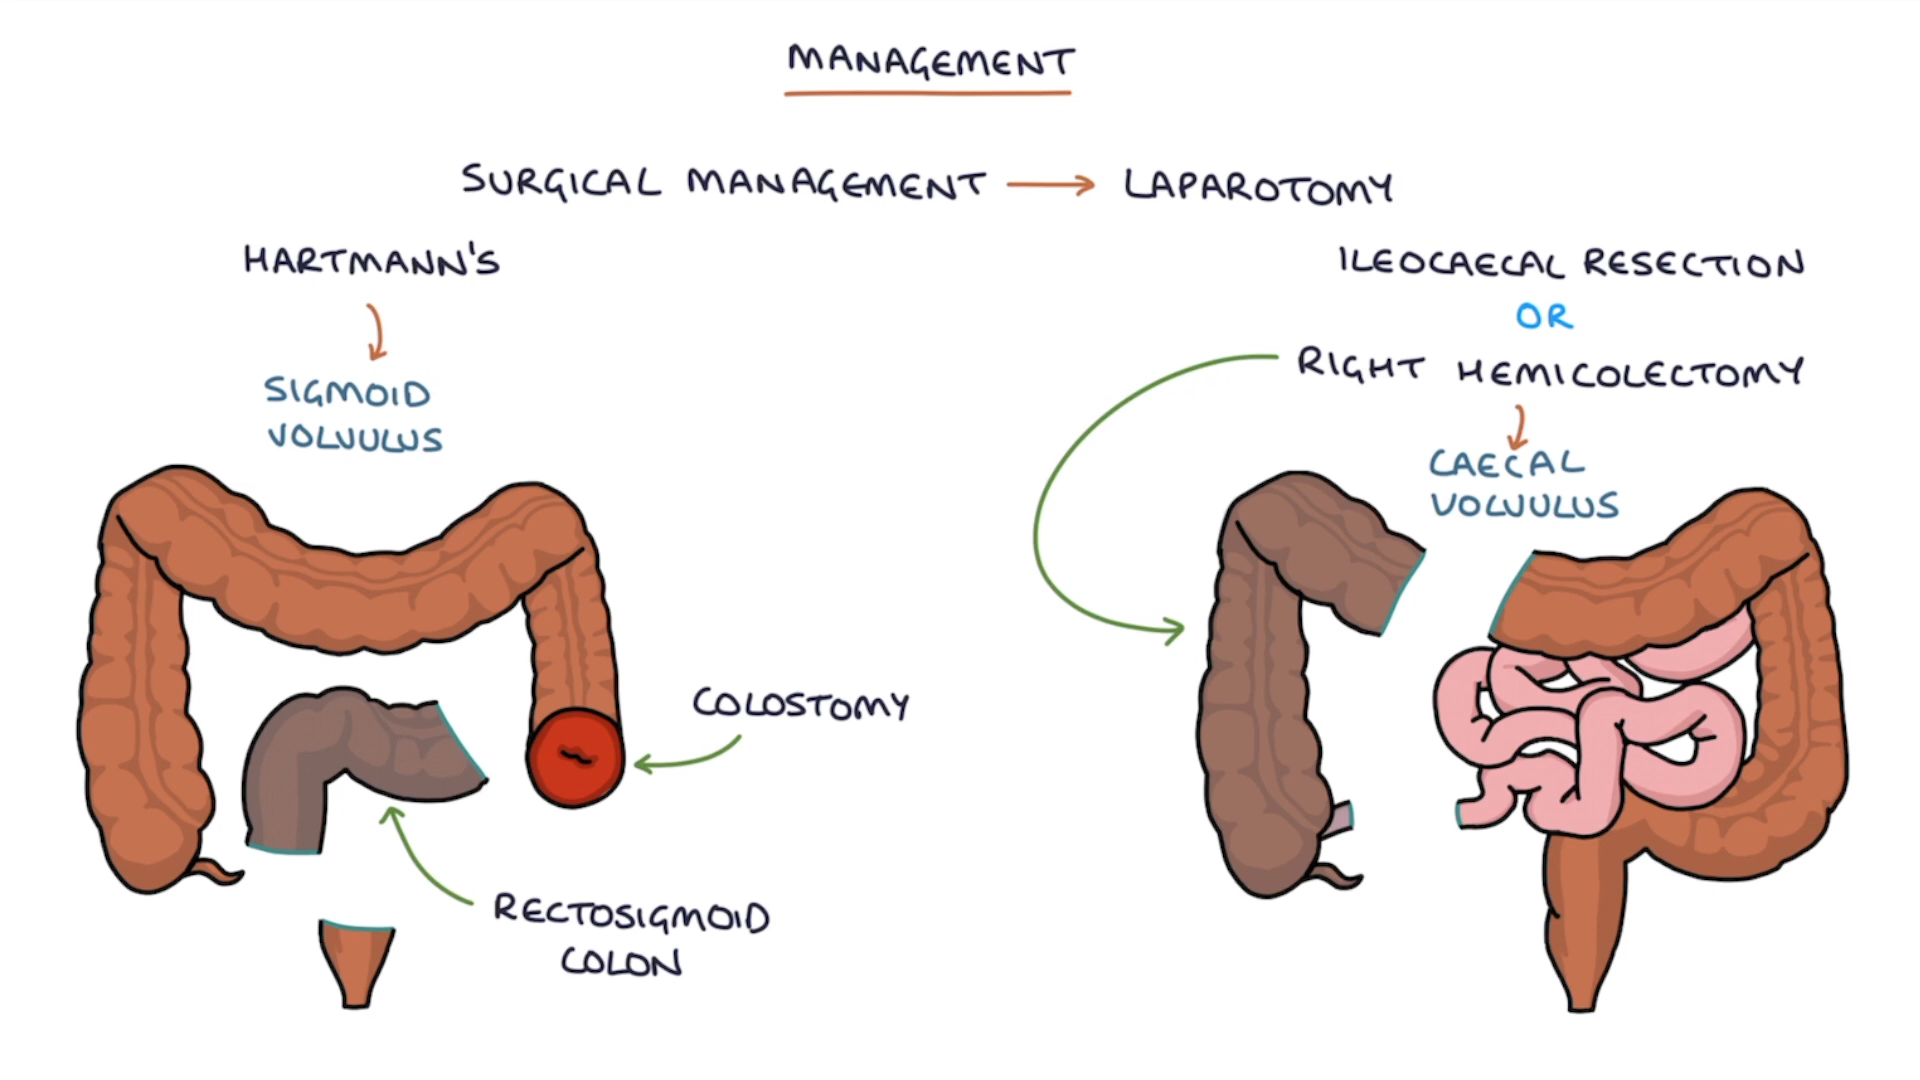 MANAGEMENT
SURGICAL MANAGEMENT → LAPAROTOMY
HARTMANN'S
SIGMOID
VOLVULUS
ILEOCAECAL RESECTION
OR
RIGHT HEMICOLECTOMY
CAECAL
VOLVULUS
COLOSTOMY
RECTOSIGMOID
COLON